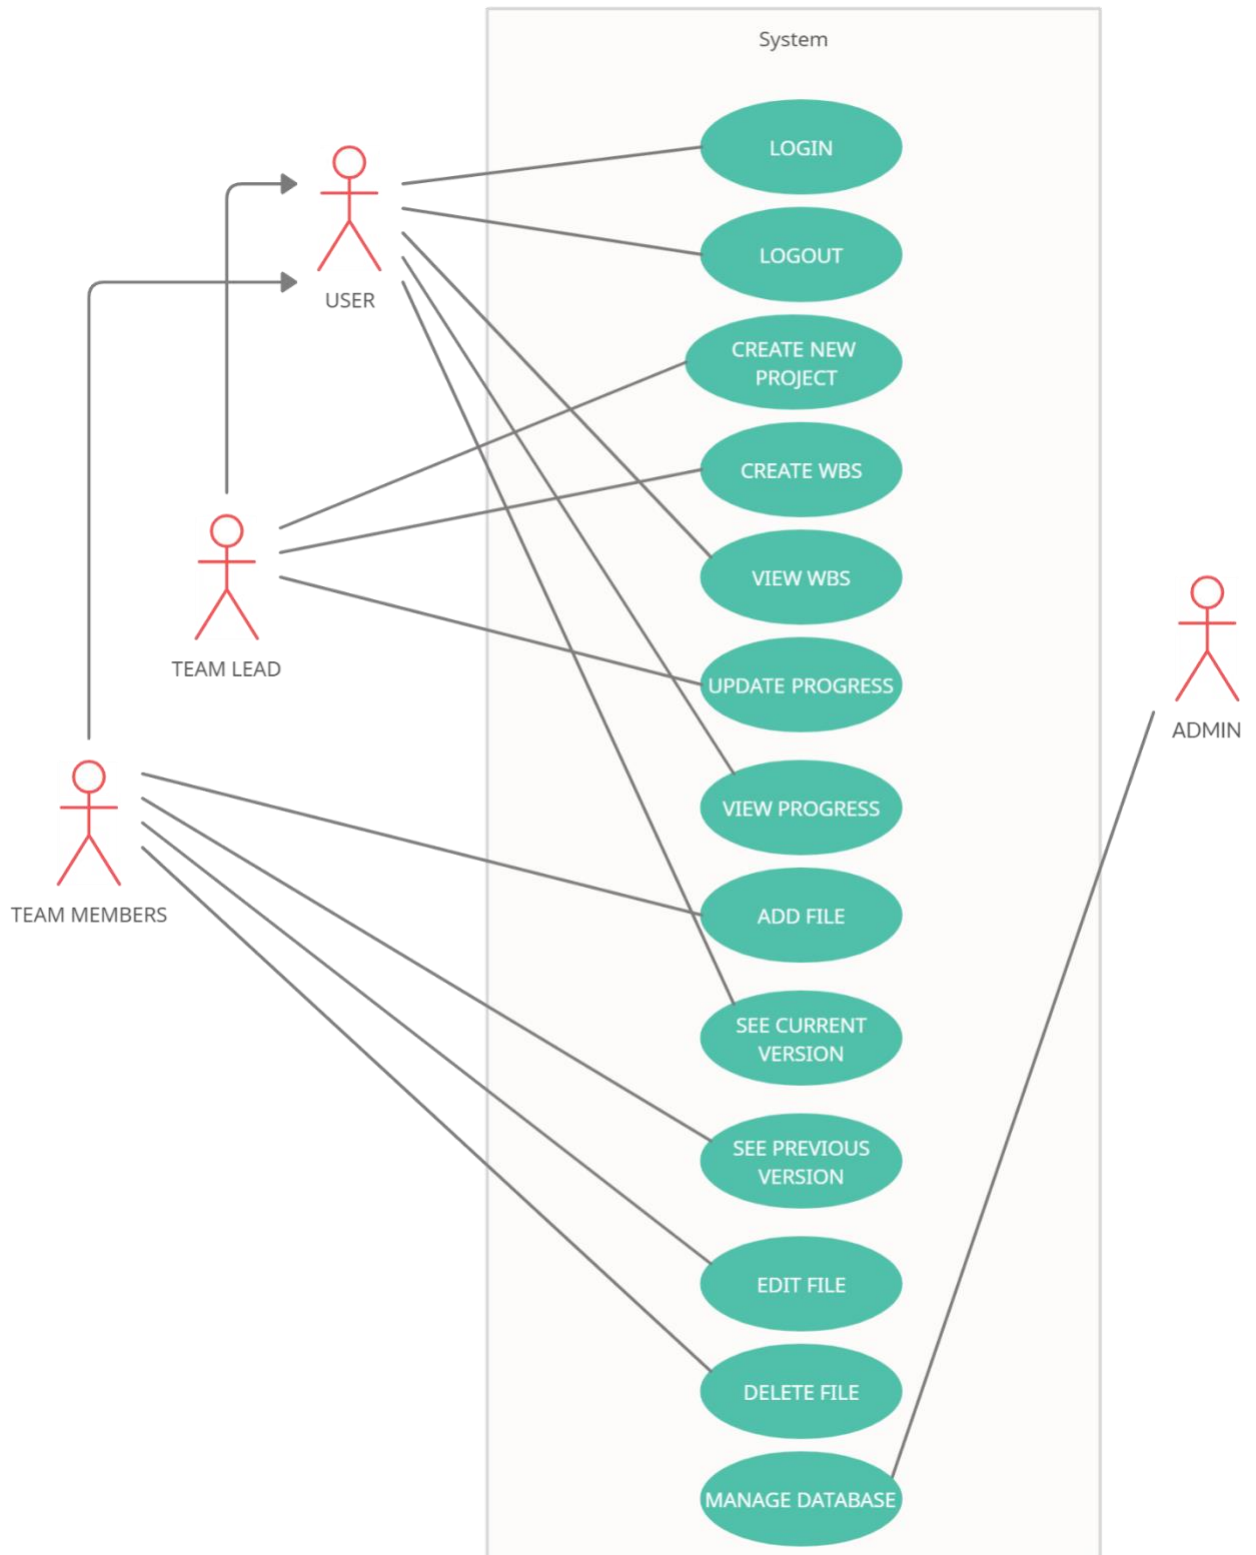 System
LOGIN
LOGOUT
USER
CREATE NEW
PROJECT
CREATE WBS
VIEW WBS
TEAM LEAD
UPDATE PROGRESS
ADMIN
VIEW PROGRESS
TEAM MEMBERS
ADD FILE
SEE CURRENT
VERSION
SEE PREVIOUS
VERSION
EDIT FILE
DELETE FILE
MANAGE DATABASE